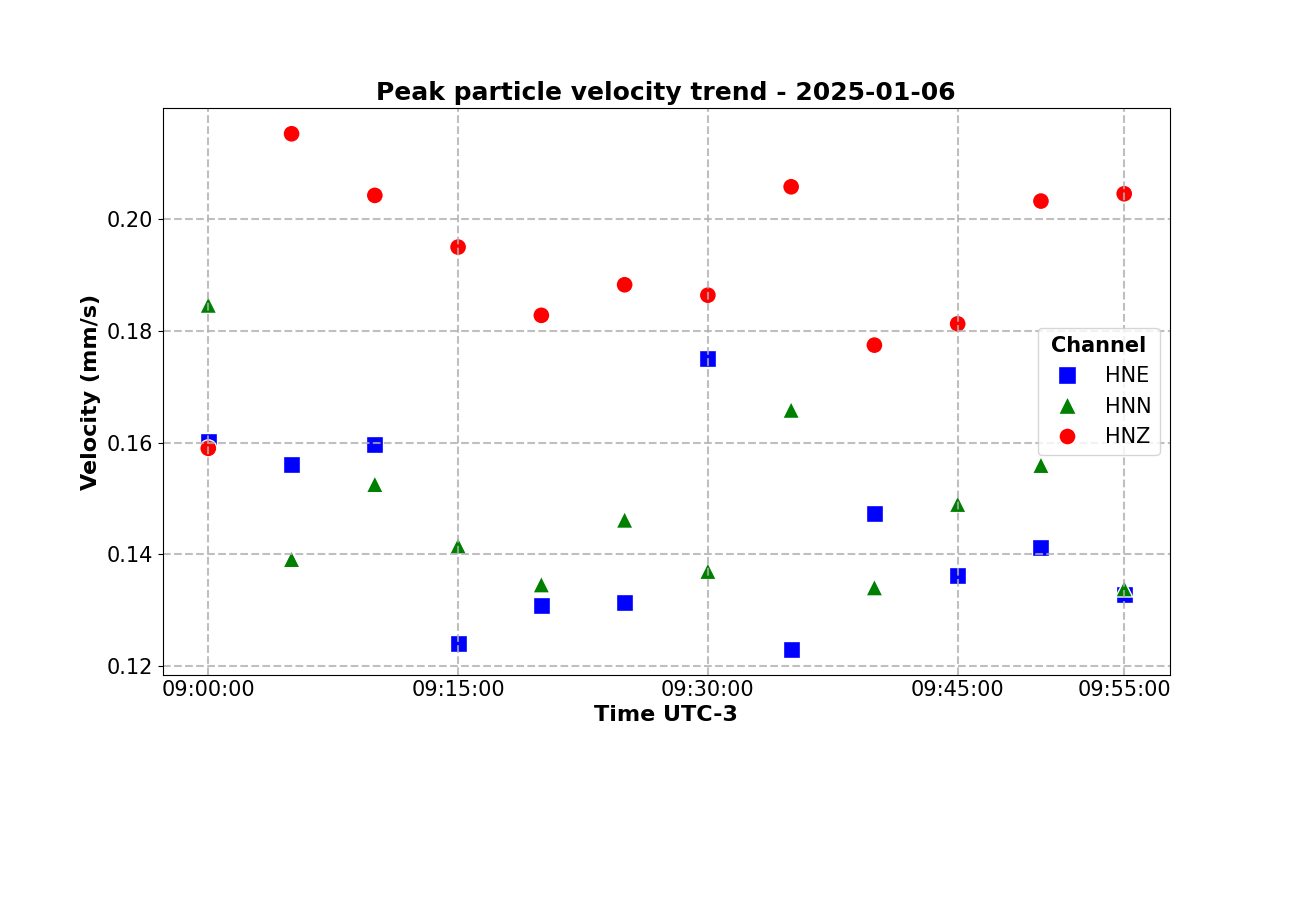 Peak particle velocity trend - 2025-01-06
Velocity (mm/s)
0.20
0.18
0.16
0.14
0.12
Channel
HNE
HNN
HNZ
09:00:00 09:15:00 09:30:00 09:45:00 09:55:00
Time UTC-3